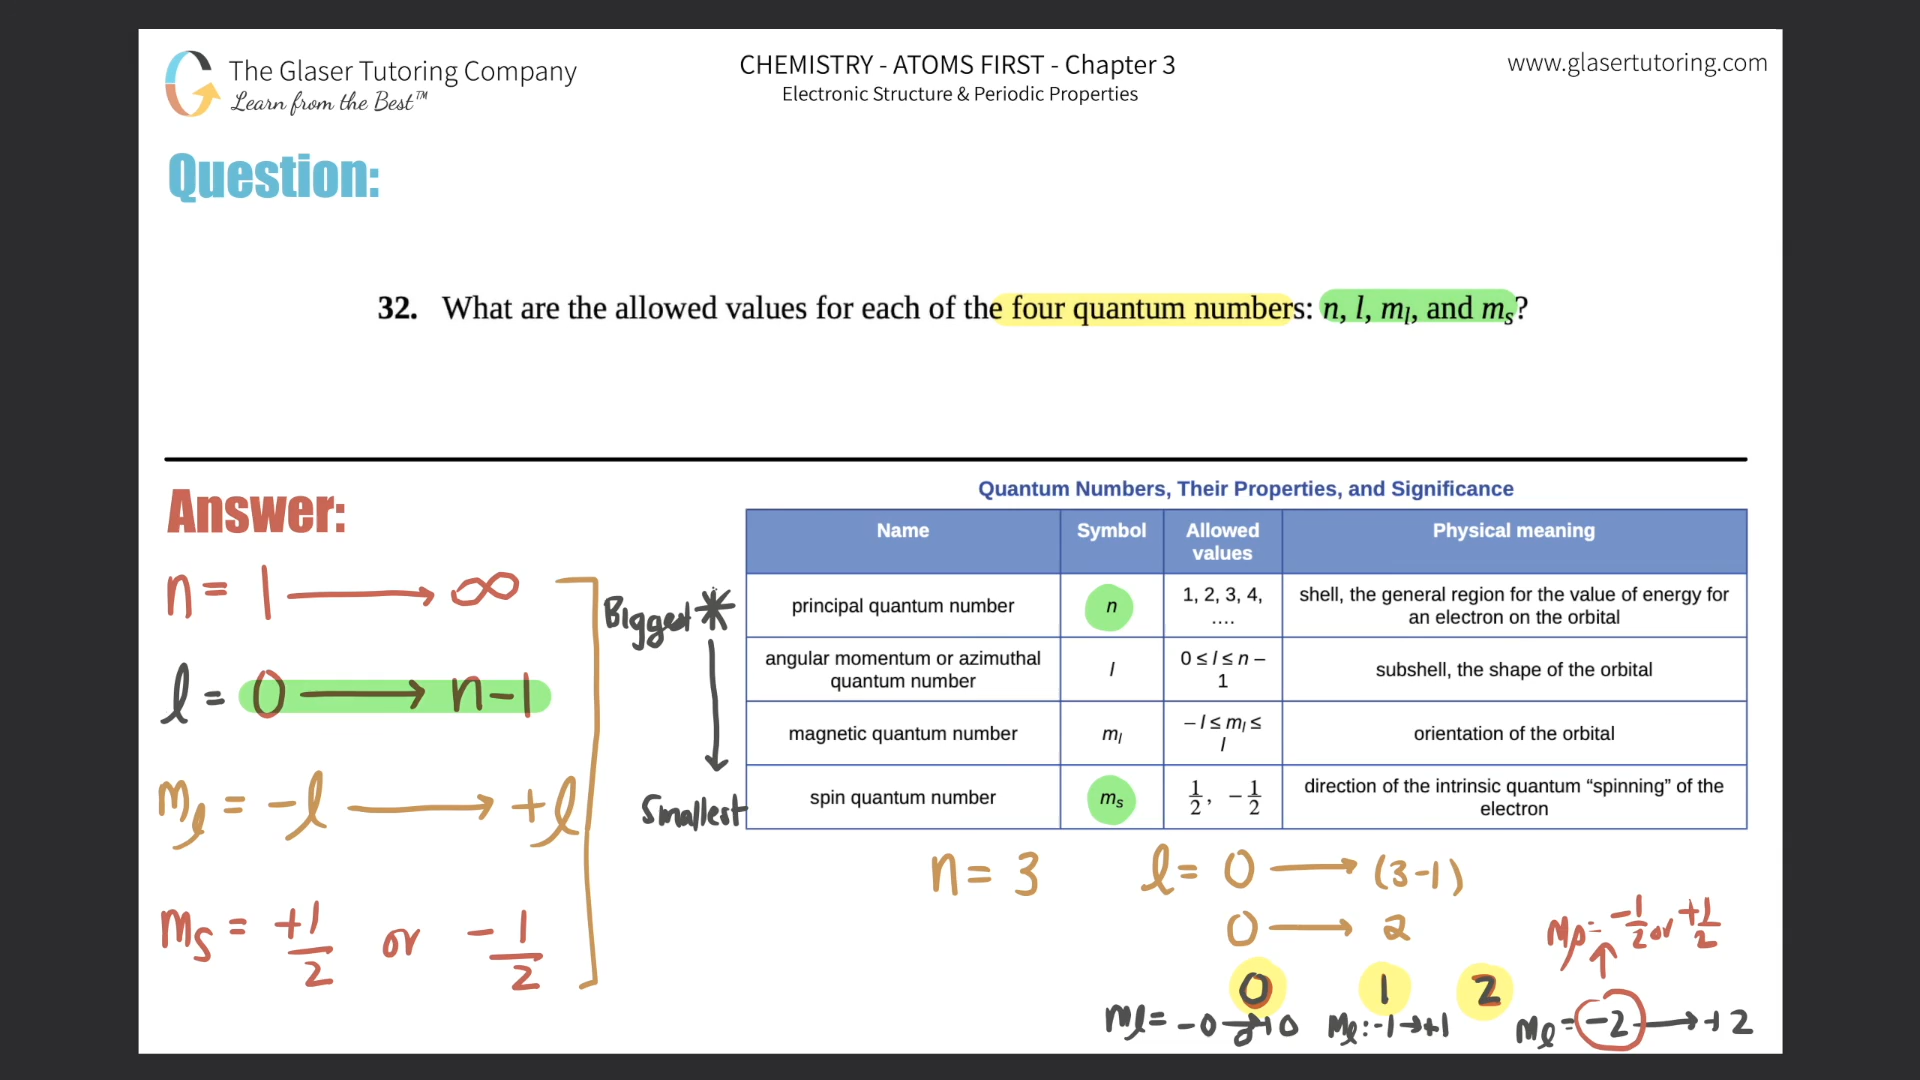 The Glaser Tutoring Company
Learn from the Best™
CHEMISTRY - ATOMS FIRST - Chapter 3
Electronic Structure & Periodic Properties
www.glasertutoring.com
Question:
32. What are the allowed values for each of the four quantum numbers: n, l, mₗ, and mₛ?
Answer:
n = 1 ⟶ ∞
l = 0 ⟶ n-1
mₗ = -l ⟶ +l
mₛ = +1/2 or -1/2
Biggest *
Smallest
Quantum Numbers, Their Properties, and Significance
Name Symbol Allowed values Physical meaning
principal quantum number n 1, 2, 3, 4, .... shell, the general region for the value of energy for an electron on the orbital
angular momentum or azimuthal quantum number l 0 ≤ l ≤ n – 1 subshell, the shape of the orbital
magnetic quantum number mₗ – l ≤ mₗ ≤ l orientation of the orbital
spin quantum number mₛ 1/2, -1/2 direction of the intrinsic quantum “spinning” of the electron
n = 3 l = 0 ⟶ (3-1)
0 ⟶ 2
-1/2 or +1/2
0 1 2
mₗ = -0 → +0 mₗ: -1 → +1 mₗ = -2 ⟶ +2